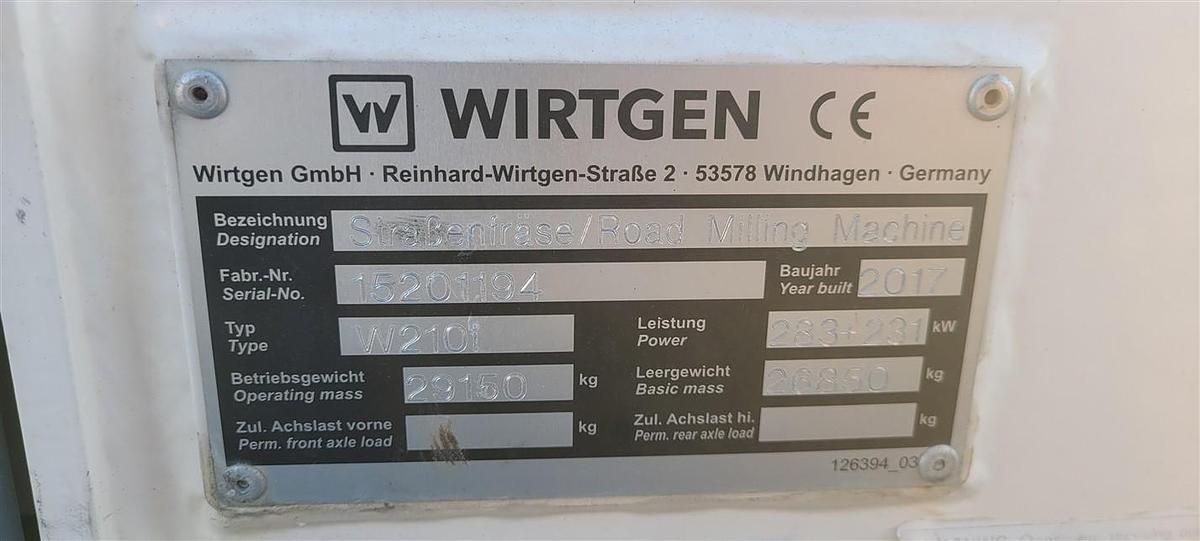 W WIRTGEN CE
Wirtgen GmbH · Reinhard-Wirtgen-Straße 2 · 53578 Windhagen · Germany
Bezeichnung Straßenfräse/Road Milling Machine
Designation
Fabr.-Nr. 15201194 Baujahr 2017
Serial-No. Year built
Typ W210i Leistung 283+231 kW
Type Power
Betriebsgewicht 29150 kg Leergewicht 26850 kg
Operating mass Basic mass
Zul. Achslast vorne kg Zul. Achslast hi. kg
Perm. front axle load Perm. rear axle load
126394_03